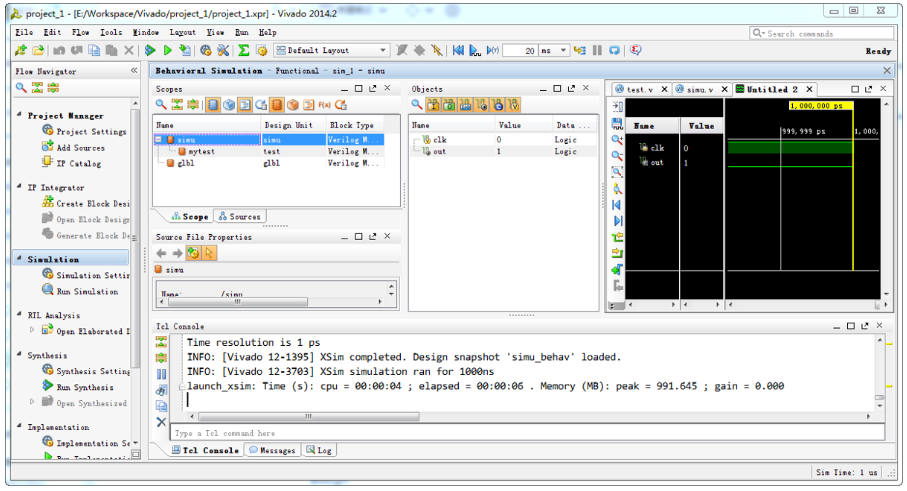 project_1 - [E:/Workspace/Vivado/project_1/project_1.xpr] - Vivado 2014.2
File Edit Flow Tools Window Layout View Run Help
Search commands
Default Layout
20 ns
Ready
Flow Navigator
Project Manager
Project Settings
Add Sources
IP Catalog
IP Integrator
Create Block Desi
Open Block Design
Generate Block De
Simulation
Simulation Settin
Run Simulation
RTL Analysis
Open Elaborated D
Synthesis
Synthesis Setting
Run Synthesis
Open Synthesized
Implementation
Implementation Se
Run Implementatio
Behavioral Simulation - Functional - sim_1 - simu
Scopes
F(x)
Name Design Unit Block Type
simu simu Verilog M...
mytest test Verilog M...
glbl glbl Verilog M...
Scope Sources
Source File Properties
simu
Name: /simu
Objects
Name Value Data ...
clk 0 Logic
out 1 Logic
test.v simu.v Untitled 2
1,000,000 ps
Name Value
999,999 ps 1,000,
clk 0
out 1
Tcl Console
Time resolution is 1 ps
INFO: [Vivado 12-1395] XSim completed. Design snapshot 'simu_behav' loaded.
INFO: [Vivado 12-3703] XSim simulation ran for 1000ns
launch_xsim: Time (s): cpu = 00:00:04 ; elapsed = 00:00:06 . Memory (MB): peak = 991.645 ; gain = 0.000
Type a Tcl command here
Tcl Console Messages Log
Sim Time: 1 us